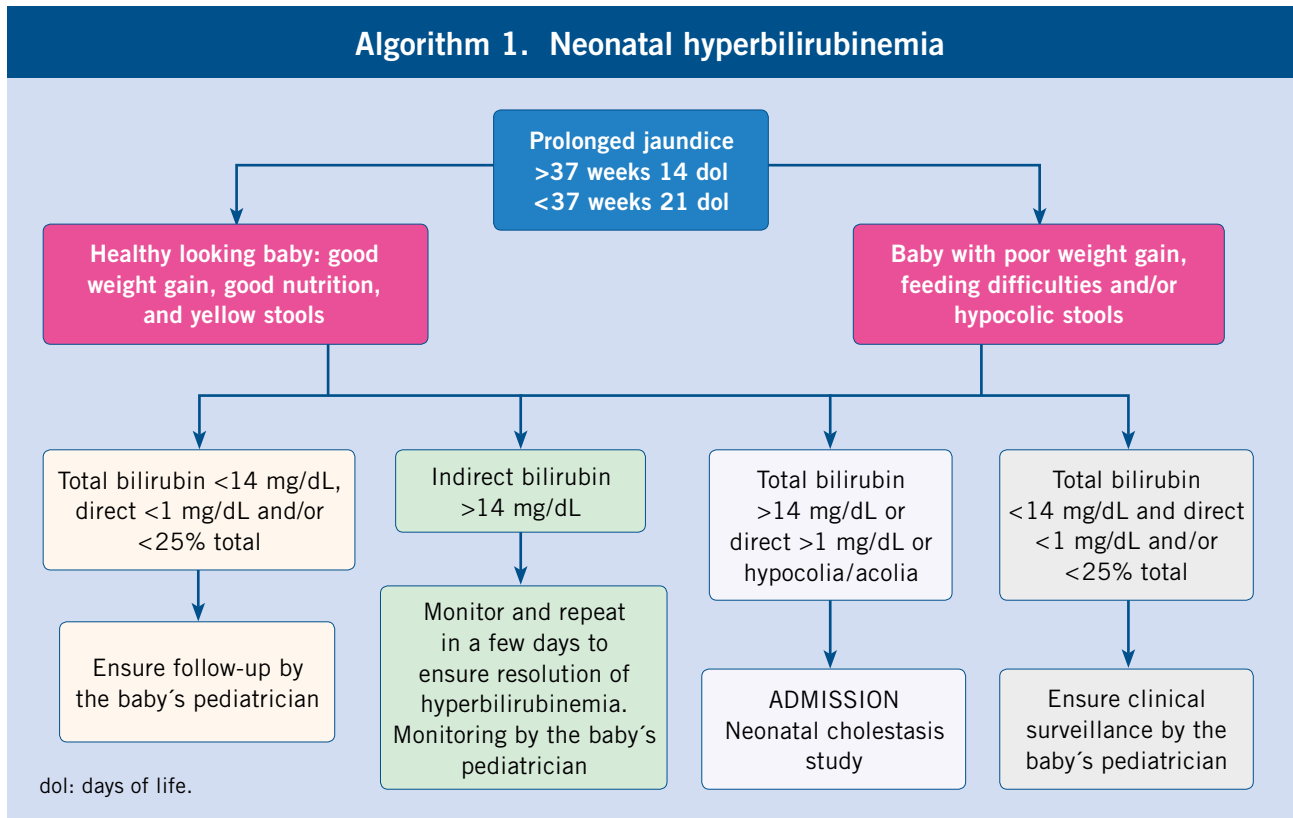 Algorithm 1. Neonatal hyperbilirubinemia
Prolonged jaundice
>37 weeks 14 dol
<37 weeks 21 dol
Healthy looking baby: good
weight gain, good nutrition,
and yellow stools
Baby with poor weight gain,
feeding difficulties and/or
hypocolic stools
Total bilirubin <14 mg/dL,
direct <1 mg/dL and/or
<25% total
Indirect bilirubin
>14 mg/dL
Total bilirubin
>14 mg/dL or
direct >1 mg/dL or
hypocolia/acolia
Total bilirubin
<14 mg/dL and direct
<1 mg/dL and/or
<25% total
Ensure follow-up by
the baby´s pediatrician
Monitor and repeat
in a few days to
ensure resolution of
hyperbilirubinemia.
Monitoring by the baby´s
pediatrician
ADMISSION
Neonatal cholestasis
study
Ensure clinical
surveillance by the
baby´s pediatrician
dol: days of life.